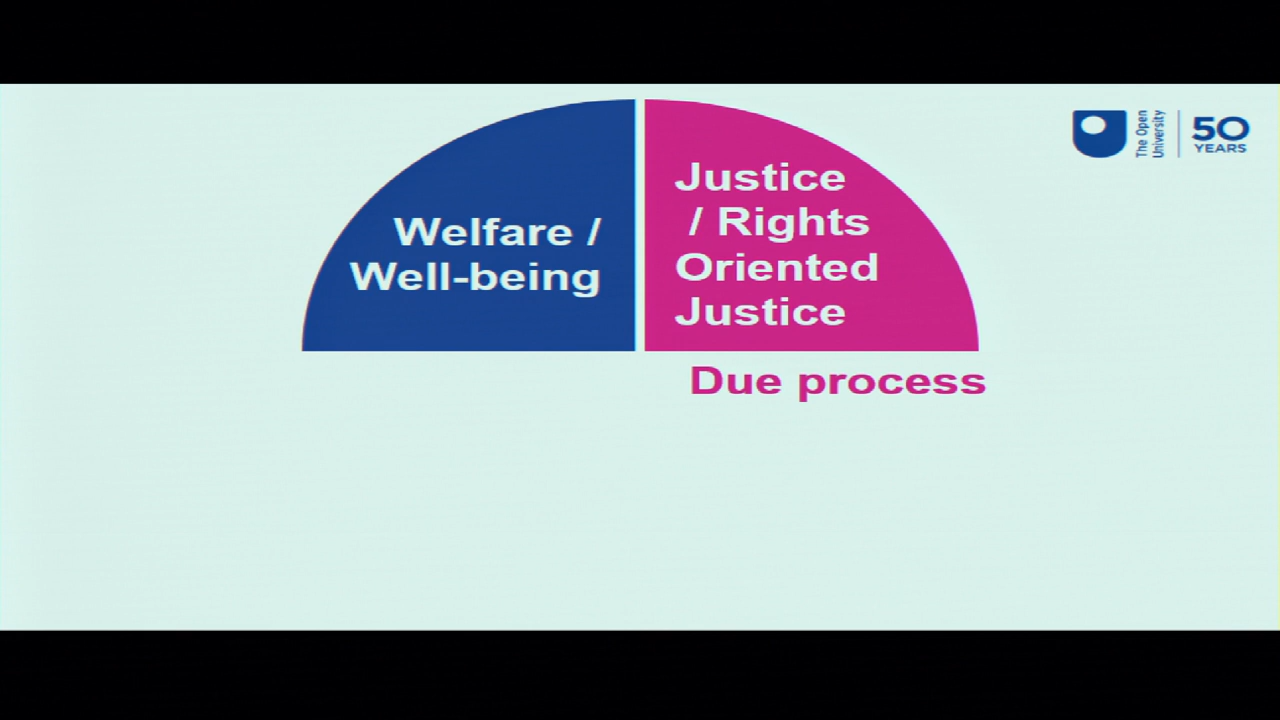 Welfare /
Well-being
Justice
/ Rights
Oriented
Justice
Due process
The Open
University
50
YEARS